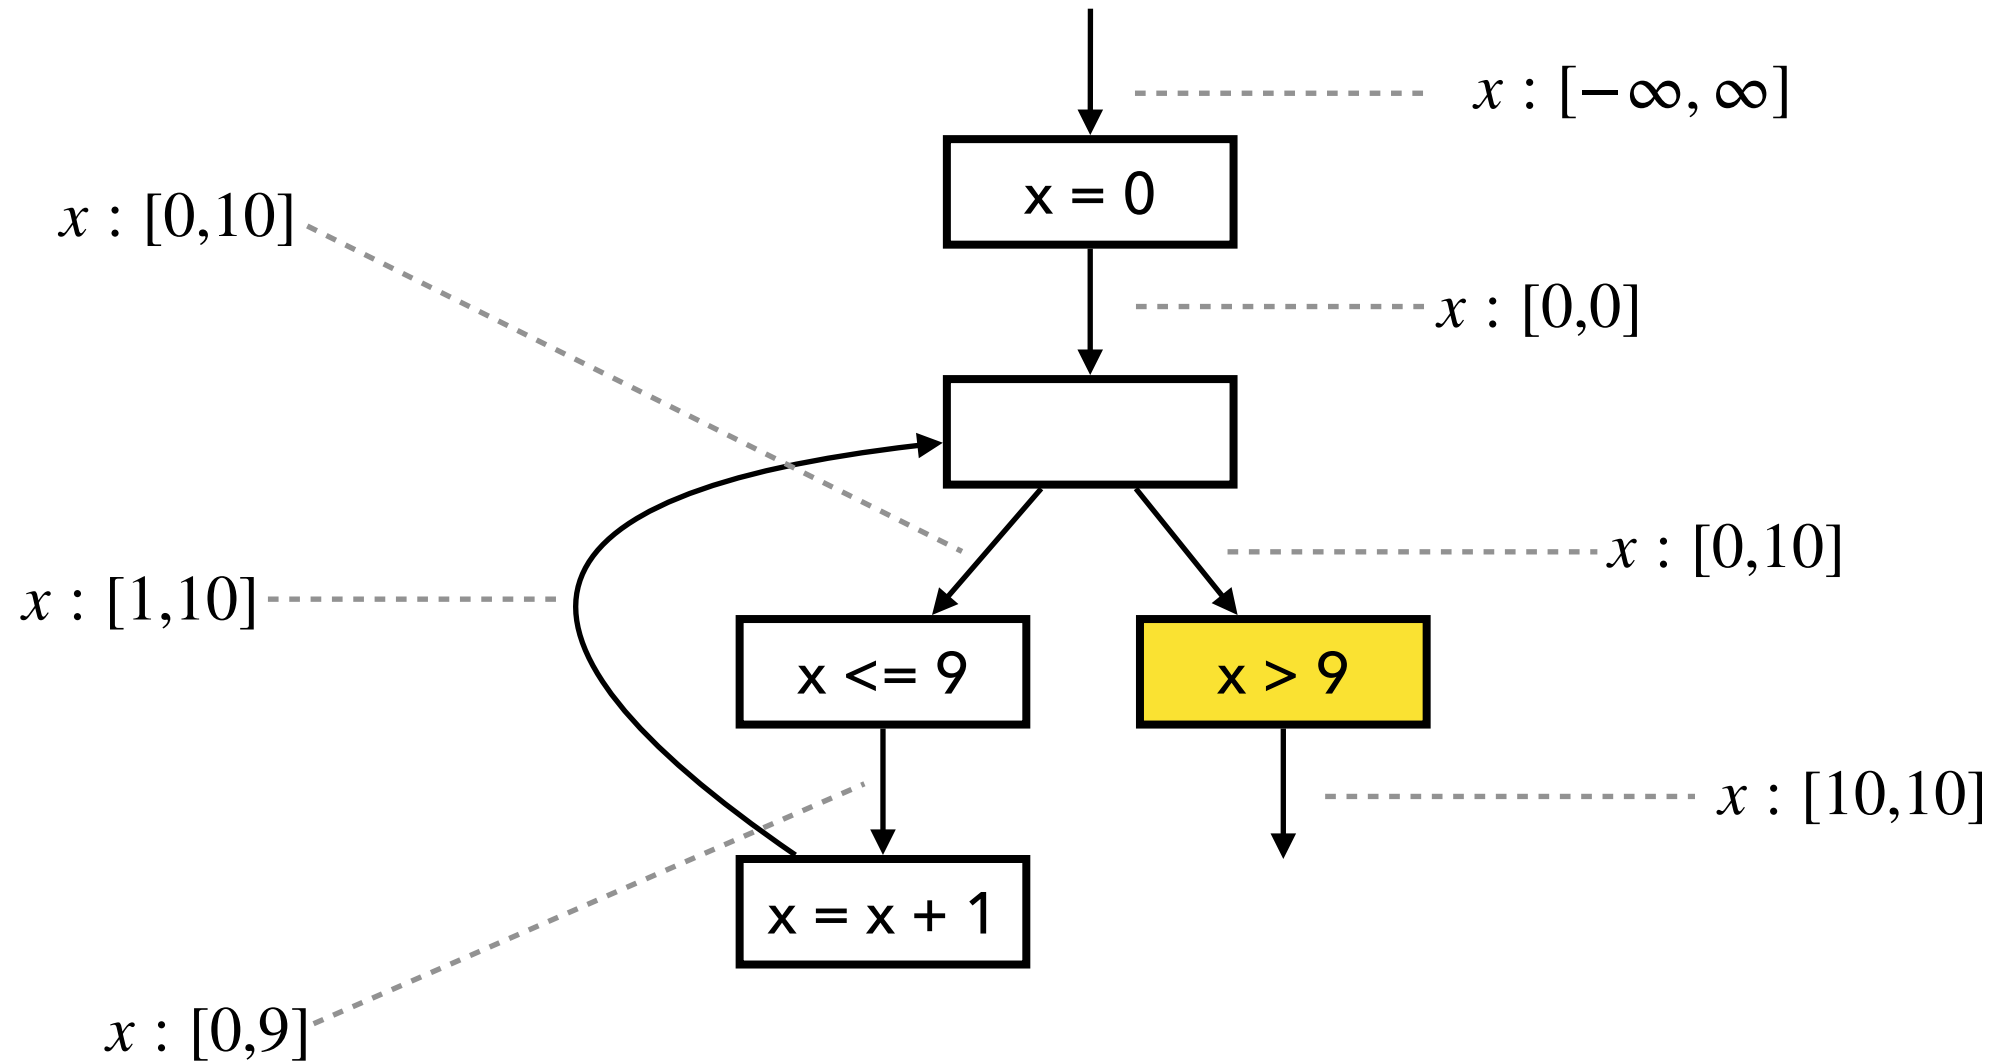 x : [−∞, ∞]
x = 0
x : [0,10]
x : [0,0]
x : [0,10]
x : [1,10]
x <= 9
x > 9
x : [10,10]
x = x + 1
x : [0,9]